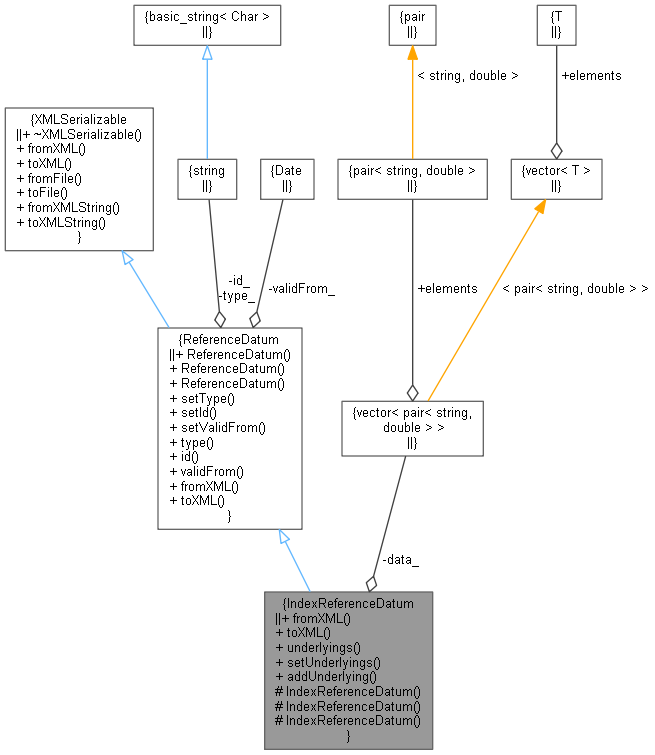 {basic_string< Char >
||}
{pair
||}
{T
||}
< string, double >
+elements
{XMLSerializable
||+ ~XMLSerializable()
+ fromXML()
+ toXML()
+ fromFile()
+ toFile()
+ fromXMLString()
+ toXMLString()
}
{string
||}
{Date
||}
{pair< string, double >
||}
{vector< T >
||}
-id_
-type_
-validFrom_
+elements
< pair< string, double > >
{ReferenceDatum
||+ ReferenceDatum()
+ ReferenceDatum()
+ ReferenceDatum()
+ setType()
+ setId()
+ setValidFrom()
+ type()
+ id()
+ validFrom()
+ fromXML()
+ toXML()
}
{vector< pair< string,
double > >
||}
-data_
{IndexReferenceDatum
||+ fromXML()
+ toXML()
+ underlyings()
+ setUnderlyings()
+ addUnderlying()
# IndexReferenceDatum()
# IndexReferenceDatum()
# IndexReferenceDatum()
}